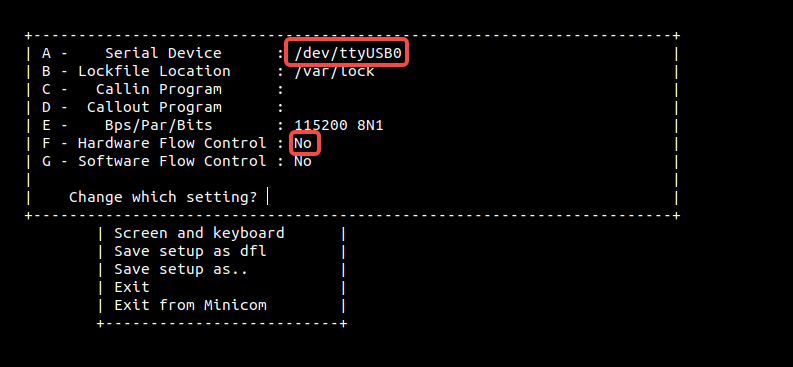 A -    Serial Device      : /dev/ttyUSB0
B - Lockfile Location     : /var/lock
C -   Callin Program      :
D -  Callout Program      :
E -    Bps/Par/Bits       : 115200 8N1
F - Hardware Flow Control : No
G - Software Flow Control : No
Change which setting?
Screen and keyboard
Save setup as dfl
Save setup as..
Exit
Exit from Minicom